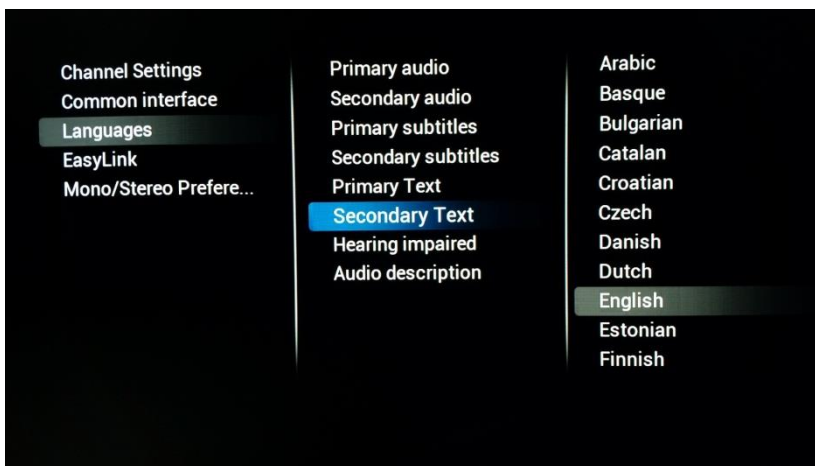 Channel Settings
Common interface
Languages
EasyLink
Mono/Stereo Prefere...
Primary audio
Secondary audio
Primary subtitles
Secondary subtitles
Primary Text
Secondary Text
Hearing impaired
Audio description
Arabic
Basque
Bulgarian
Catalan
Croatian
Czech
Danish
Dutch
English
Estonian
Finnish